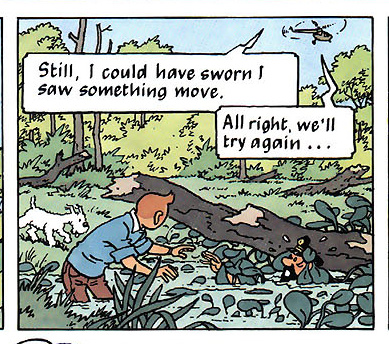 Still, I could have sworn I
saw something move.
All right, we'll
try again...